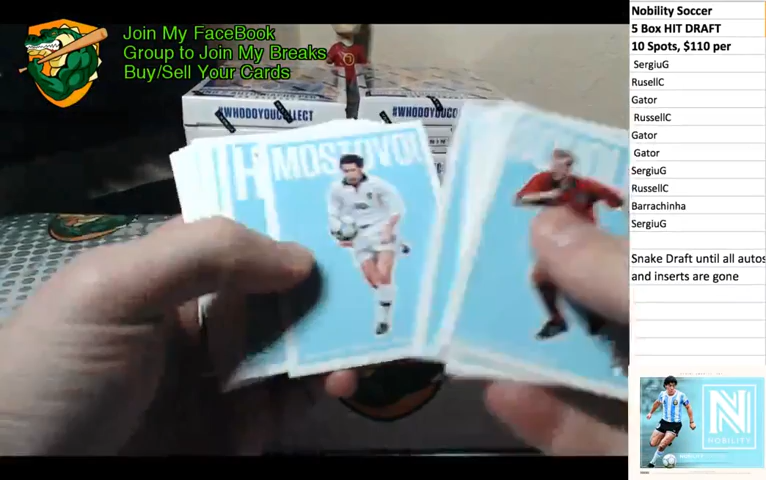 Join My FaceBook
Group to Join My Breaks
Buy/Sell Your Cards
#WHODOYOUCOLLECT
#WHODOYOUCO
MOSTOVOI
H
Nobility Soccer
5 Box HIT DRAFT
10 Spots, $110 per
SergiuG
RusellC
Gator
RussellC
Gator
Gator
SergiuG
RussellC
Barrachinha
SergiuG
Snake Draft until all autos
and inserts are gone
N
NOBILITY